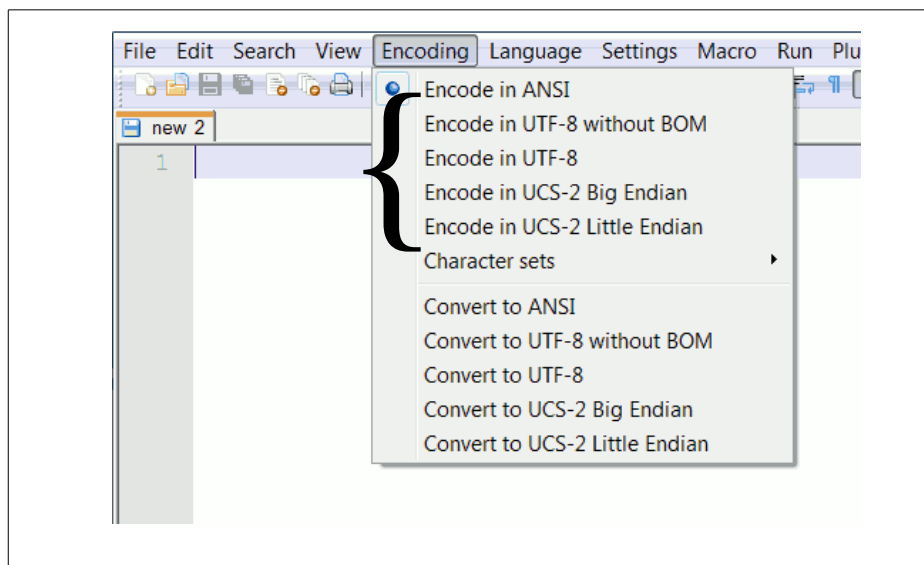 File Edit Search View Encoding Language Settings Macro Run Plu
Encode in ANSI
new 2
Encode in UTF-8 without BOM
1
Encode in UTF-8
Encode in UCS-2 Big Endian
Encode in UCS-2 Little Endian
Character sets
Convert to ANSI
Convert to UTF-8 without BOM
Convert to UTF-8
Convert to UCS-2 Big Endian
Convert to UCS-2 Little Endian